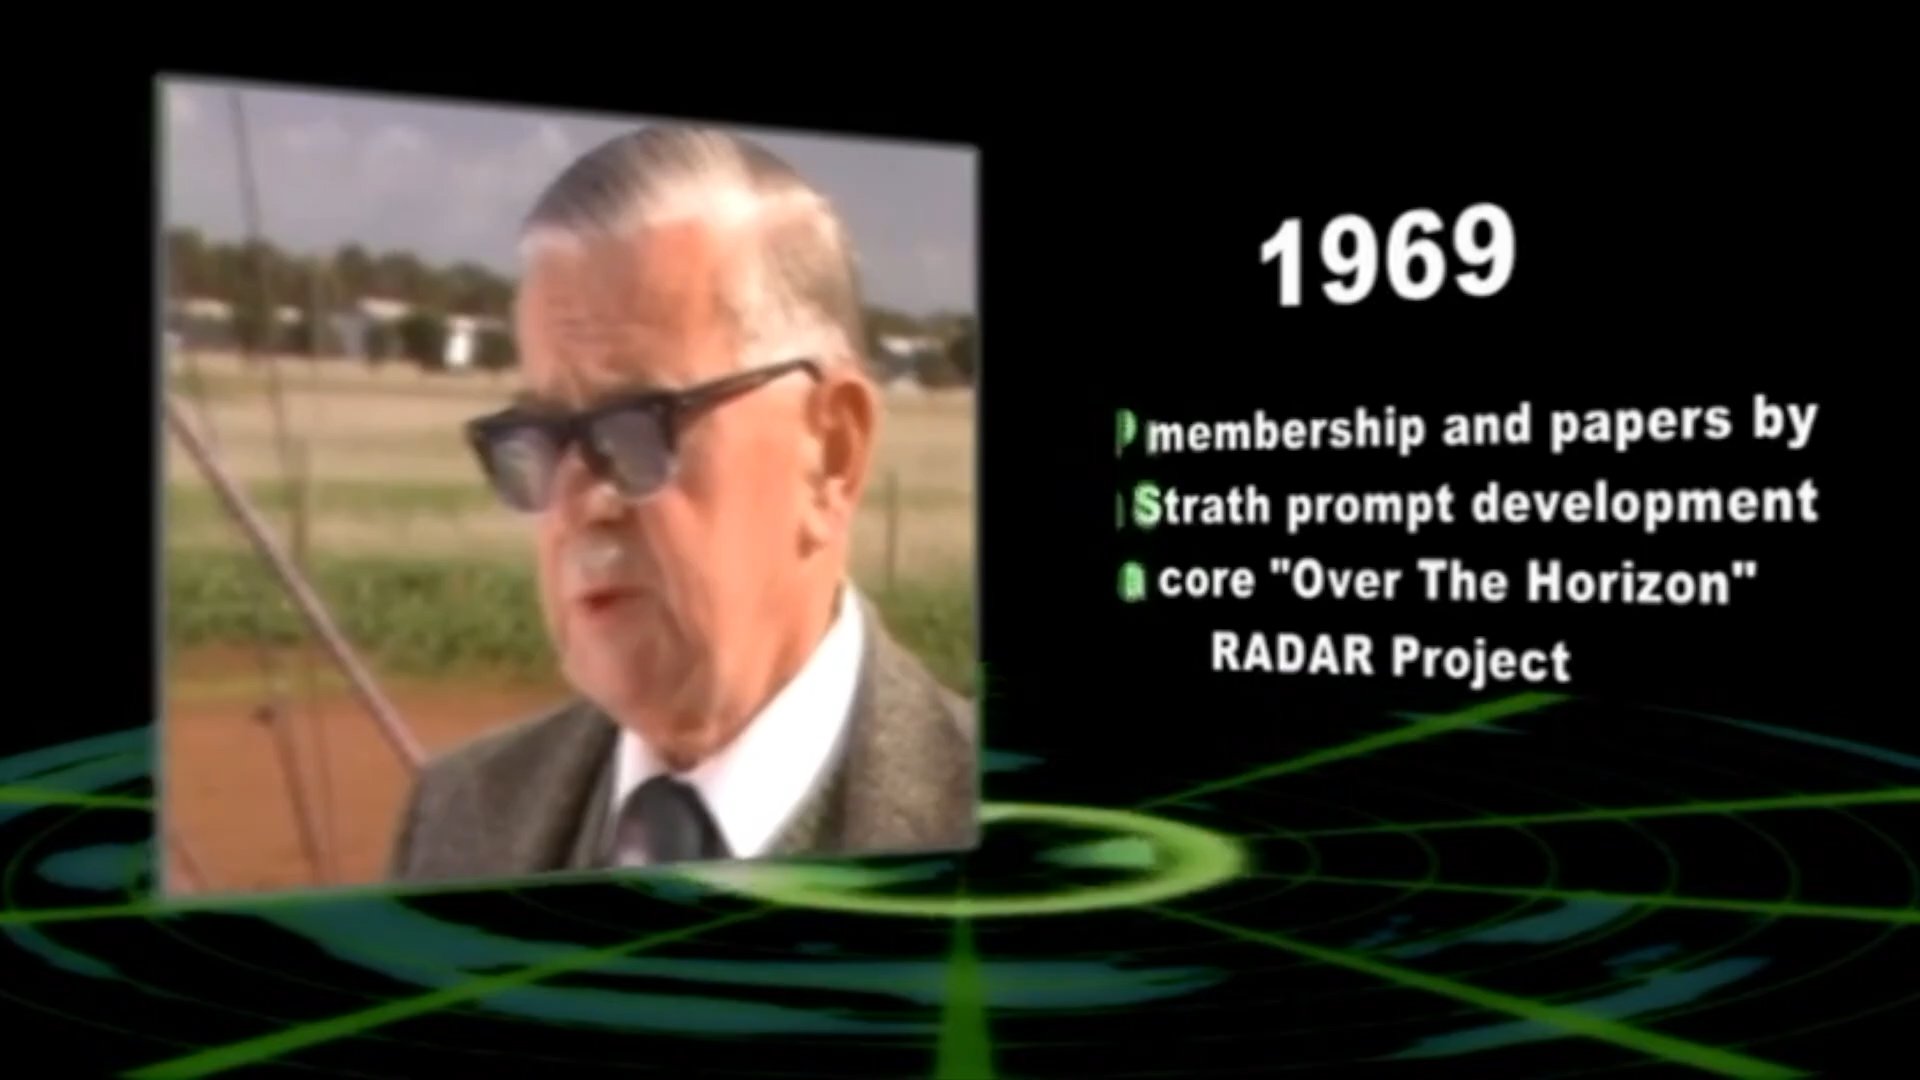 1969
membership and papers by
Strath prompt development
a core "Over The Horizon"
RADAR Project